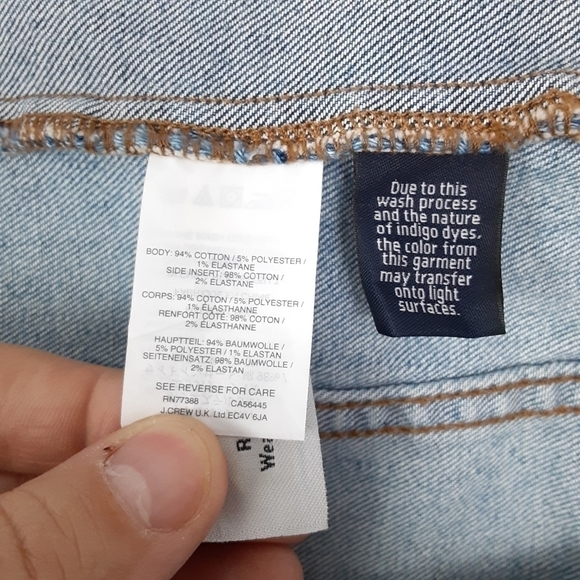 BODY: 94% COTTON / 5% POLYESTER /
1% ELASTANE
SIDE INSERT: 98% COTTON /
2% ELASTANE
CORPS: 94% COTON / 5% POLYESTER /
1% ÉLASTHANNE
RENFORT CÔTÉ: 98% COTON /
2% ÉLASTHANNE
HAUPTTEIL: 94% BAUMWOLLE /
5% POLYESTER / 1% ELASTAN
SEITENEINSATZ: 98% BAUMWOLLE /
2% ELASTAN
SEE REVERSE FOR CARE
RN77388 CA56445
J.CREW U.K. Ltd EC4V 6JA
Due to this
wash process
and the nature
of indigo dyes,
the color from
this garment
may transfer
onto light
surfaces.